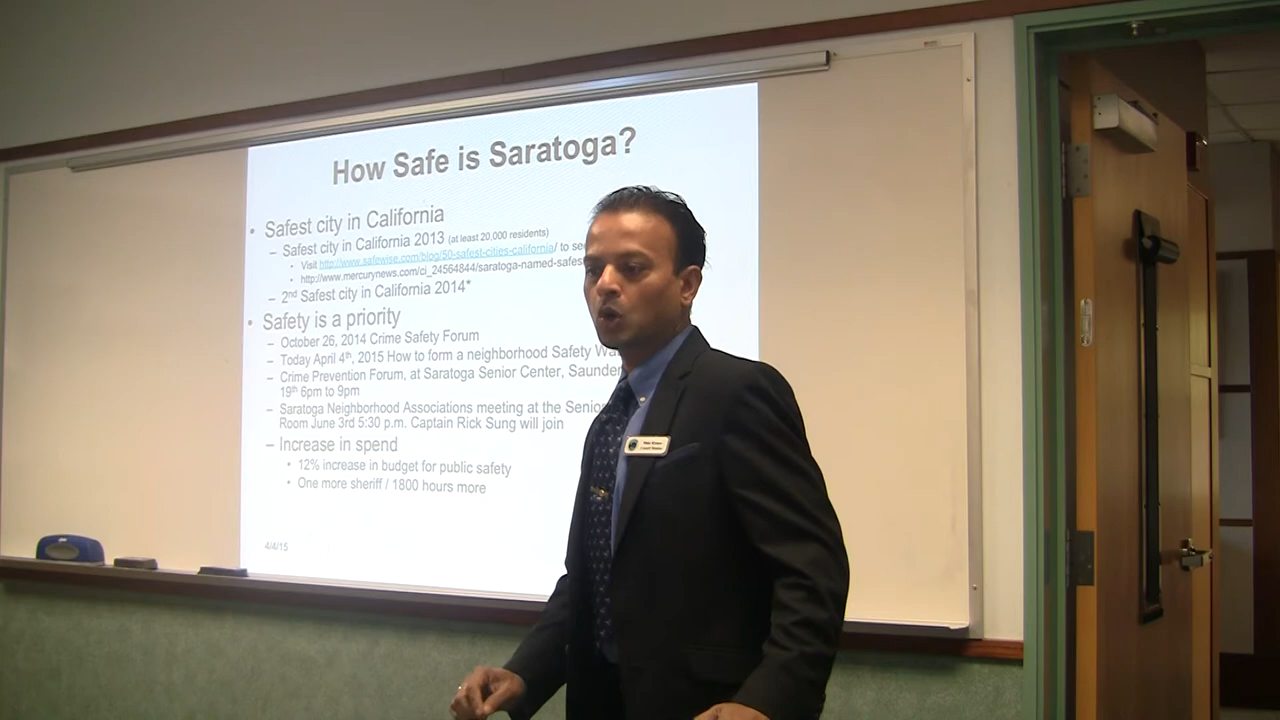 How Safe is Saratoga?
• Safest city in California
– Safest city in California 2013 (at least 20,000 residents)
• Visit http://www.safewise.com/blog/50-safest-cities-california/ to see
• http://www.mercurynews.com/ci_24564844/saratoga-named-safes
– 2nd Safest city in California 2014*
• Safety is a priority
– October 26, 2014 Crime Safety Forum
– Today April 4th, 2015 How to form a neighborhood Safety Wa
– Crime Prevention Forum, at Saratoga Senior Center, Saunde
19th 6pm to 9pm
– Saratoga Neighborhood Associations meeting at the Senio
Room June 3rd 5:30 p.m. Captain Rick Sung will join
– Increase in spend
• 12% increase in budget for public safety
• One more sheriff / 1800 hours more
4/4/15